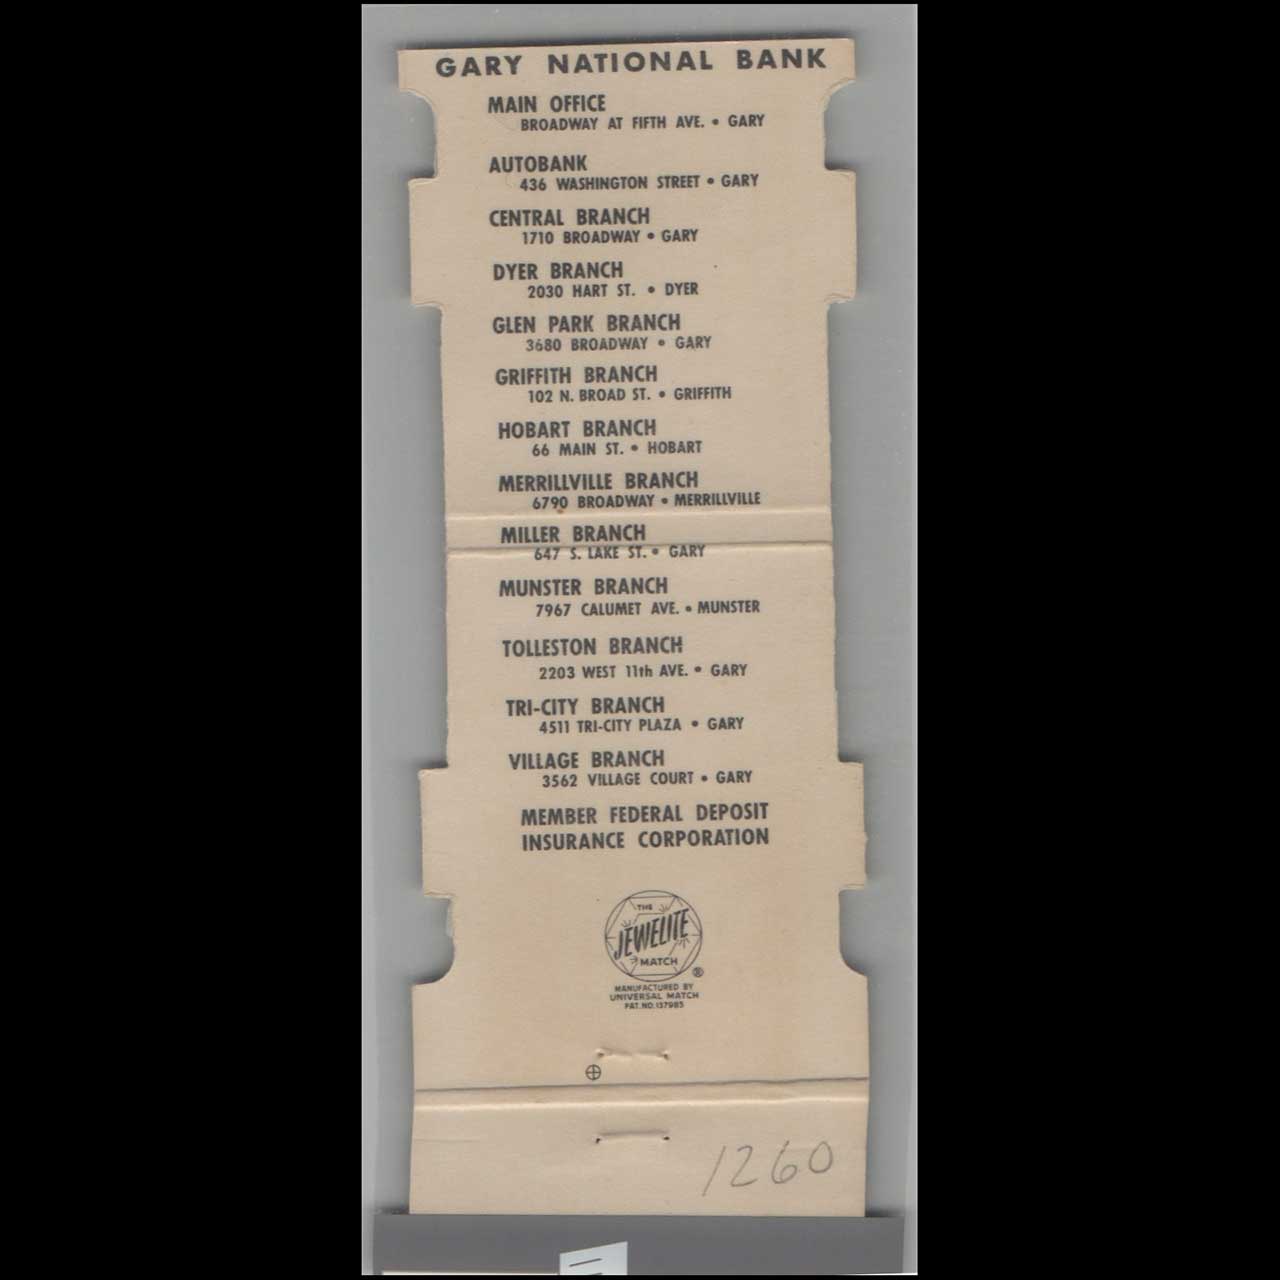 GARY NATIONAL BANK
MAIN OFFICE
BROADWAY AT FIFTH AVE. • GARY
AUTOBANK
436 WASHINGTON STREET • GARY
CENTRAL BRANCH
1710 BROADWAY • GARY
DYER BRANCH
2030 HART ST. • DYER
GLEN PARK BRANCH
3680 BROADWAY • GARY
GRIFFITH BRANCH
102 N. BROAD ST. • GRIFFITH
HOBART BRANCH
66 MAIN ST. • HOBART
MERRILLVILLE BRANCH
6790 BROADWAY • MERRILLVILLE
MILLER BRANCH
647 S. LAKE ST. • GARY
MUNSTER BRANCH
7967 CALUMET AVE. • MUNSTER
TOLLESTON BRANCH
2203 WEST 11th AVE. • GARY
TRI-CITY BRANCH
4511 TRI-CITY PLAZA • GARY
VILLAGE BRANCH
3562 VILLAGE COURT • GARY
MEMBER FEDERAL DEPOSIT
INSURANCE CORPORATION
THE
JEWELITE
MATCH
®
MANUFACTURED BY
UNIVERSAL MATCH
PAT. NO. 137985
1260